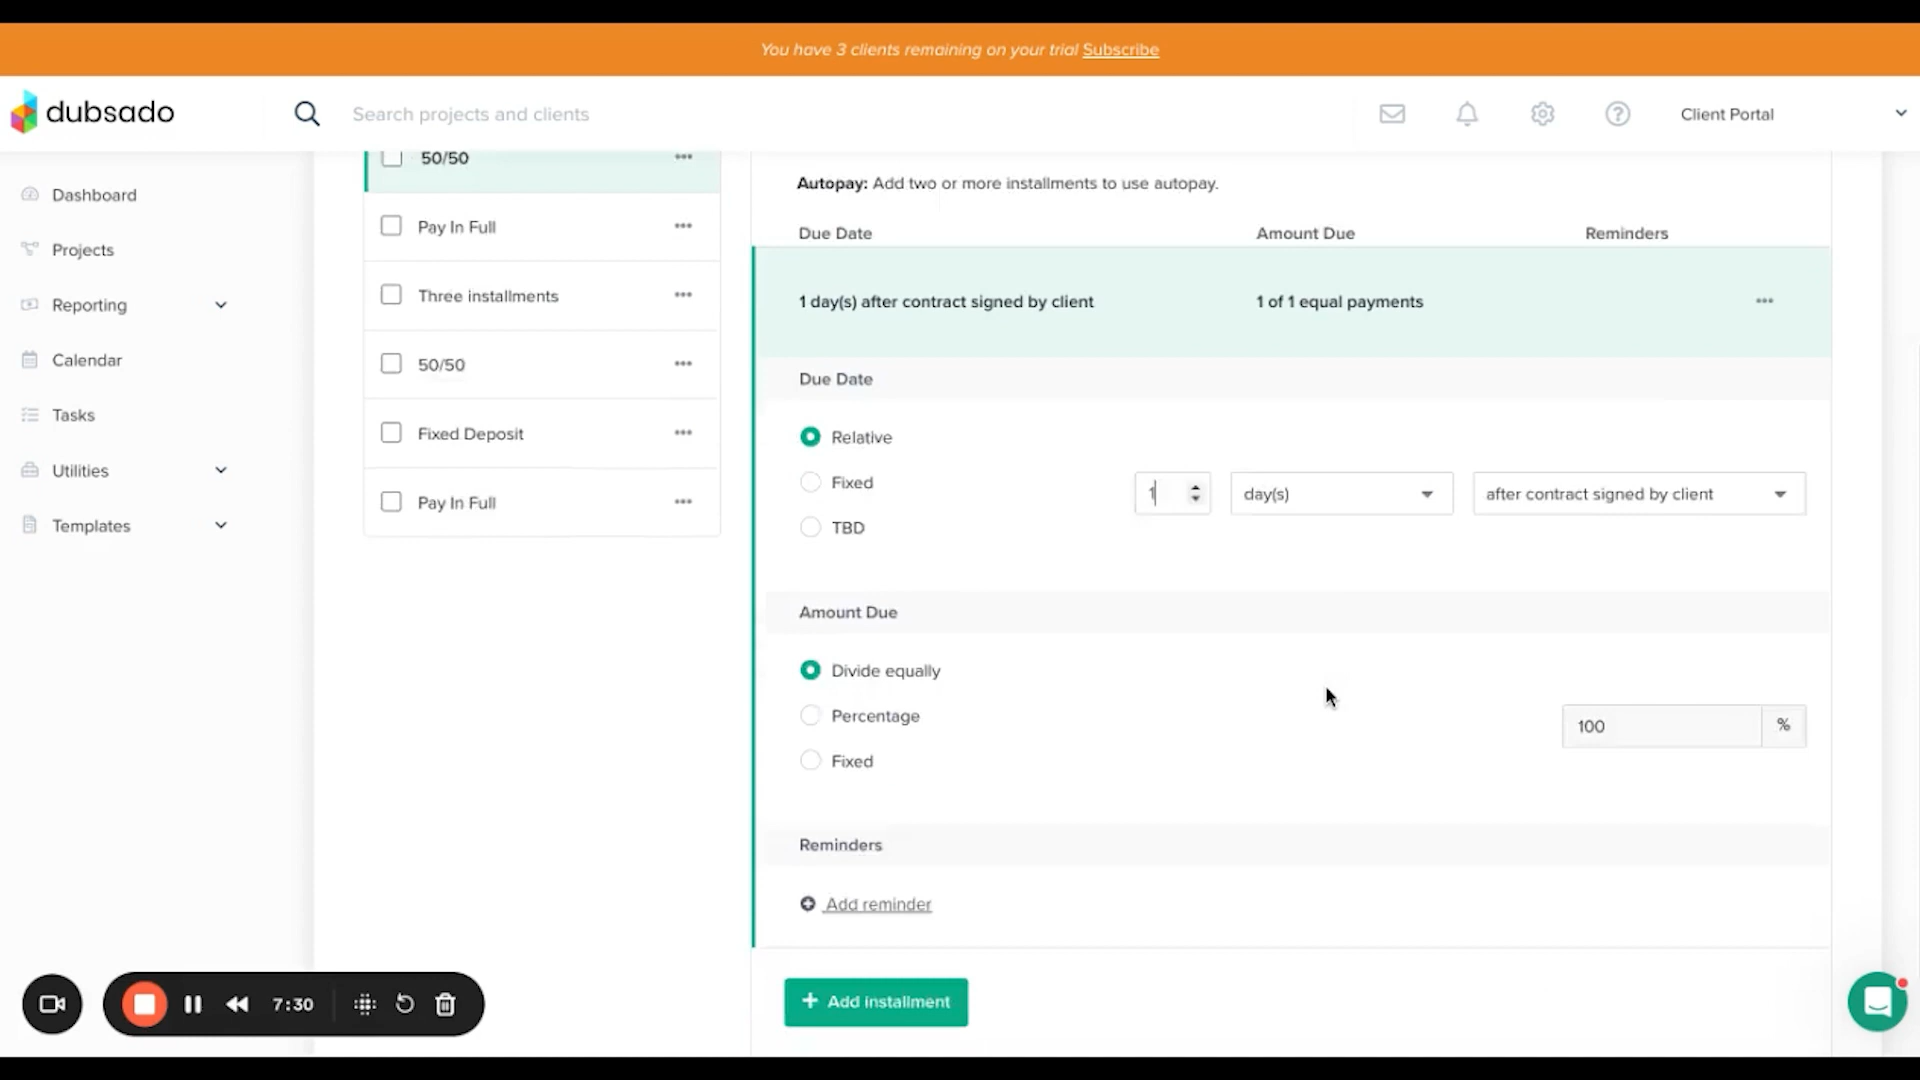 You have 3 clients remaining on your trial Subscribe
dubsado
Search projects and clients
Client Portal
Dashboard
Projects
Reporting
Calendar
Tasks
Utilities
Templates
50/50
Pay In Full
Three installments
50/50
Fixed Deposit
Pay In Full
Autopay: Add two or more installments to use autopay.
Due Date Amount Due Reminders
1 day(s) after contract signed by client 1 of 1 equal payments
Due Date
Relative
Fixed
TBD
1 day(s) after contract signed by client
Amount Due
Divide equally
Percentage
Fixed
100 %
Reminders
Add reminder
+ Add installment
7:30